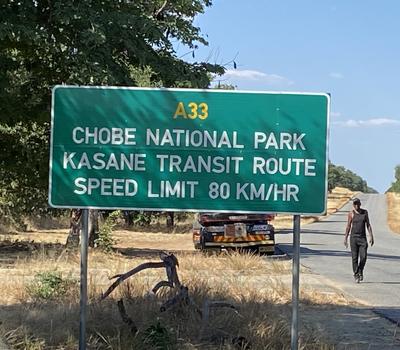 A33
CHOBE NATIONAL PARK
KASANE TRANSIT ROUTE
SPEED LIMIT 80 KM/HR